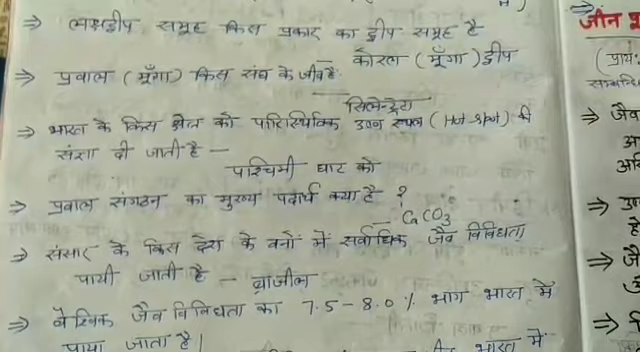 ⇒ लक्षद्वीप समूह किस प्रकार का द्वीप समूह है
— कोरल (मूँगा) द्वीप
⇒ प्रवाल (मूँगा) किस संघ के जीव है
— सिलेन्ट्रेटा
⇒ भारत के किस क्षेत्र को पारिस्थितिक उष्ण स्थल (Hot-spot) की
संज्ञा दी जाती है —
पश्चिमी घाट को
⇒ प्रवाल संगठन का मुख्य पदार्थ क्या है ?
— CaCO3
⇒ संसार के किस देश के वनों में सर्वाधिक जैव विविधता
पायी जाती है — ब्राजील
⇒ वैश्विक जैव विविधता का 7.5-8.0 % भाग भारत में
पाया जाता है।
भारत में
⇒
जीन
(प्राय:
⇒ जैव
⇒
⇒
⇒